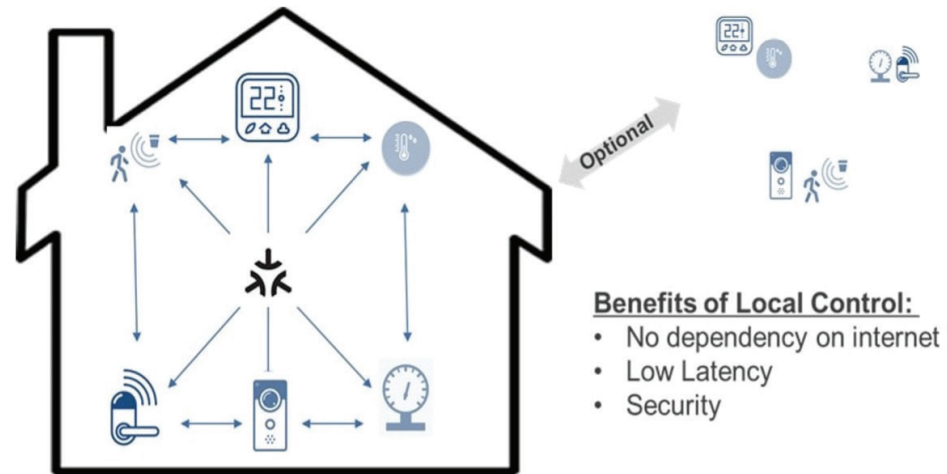 22
22
Optional
Benefits of Local Control:
• No dependency on internet
• Low Latency
• Security